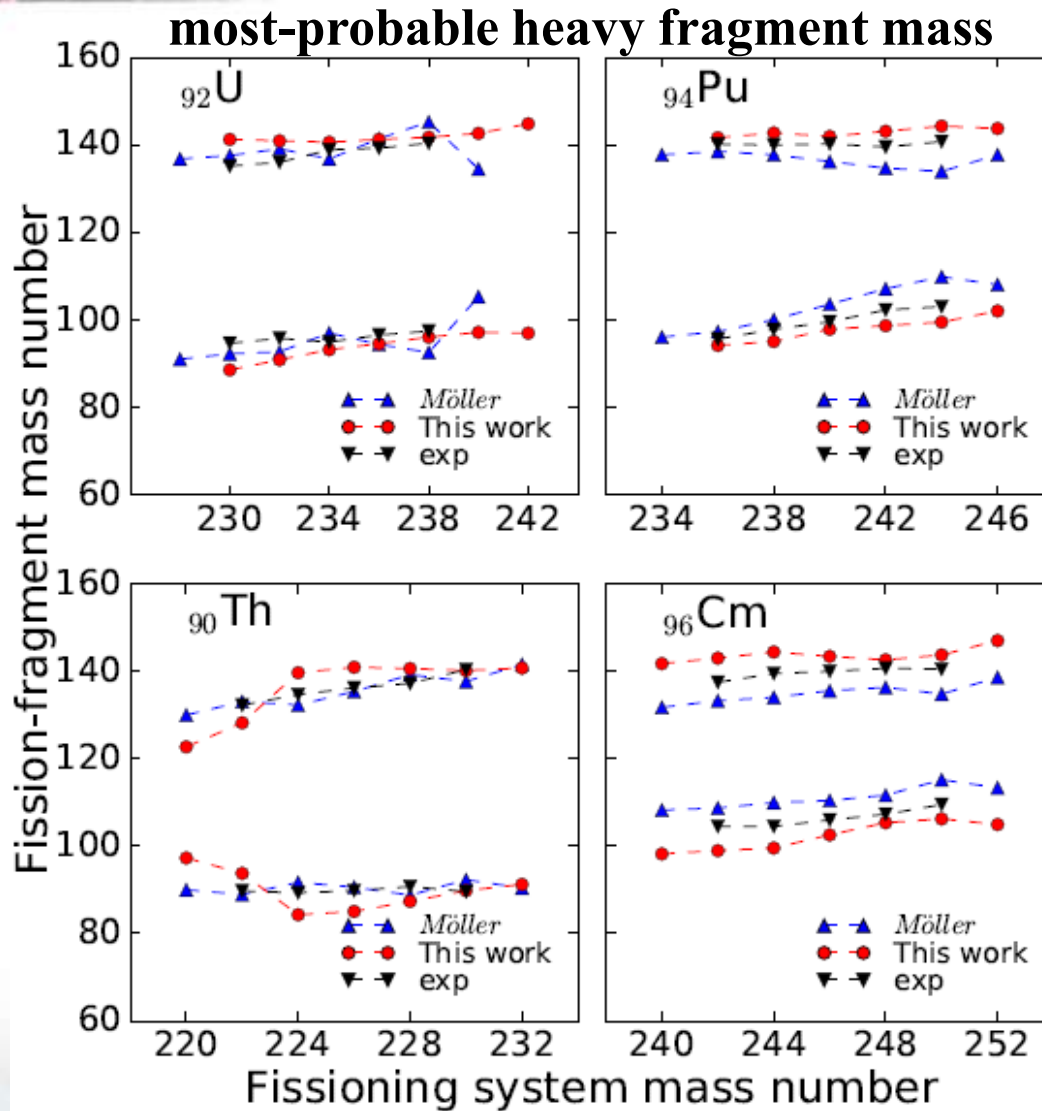 most-probable heavy fragment mass
Fission-fragment mass number
160
140
120
100
80
60
₉₂U
Möller
This work
exp
230 234 238 242
₉₄Pu
Möller
This work
exp
234 238 242 246
160
140
120
100
80
60
₉₀Th
Möller
This work
exp
220 224 228 232
₉₆Cm
Möller
This work
exp
240 244 248 252
Fissioning system mass number